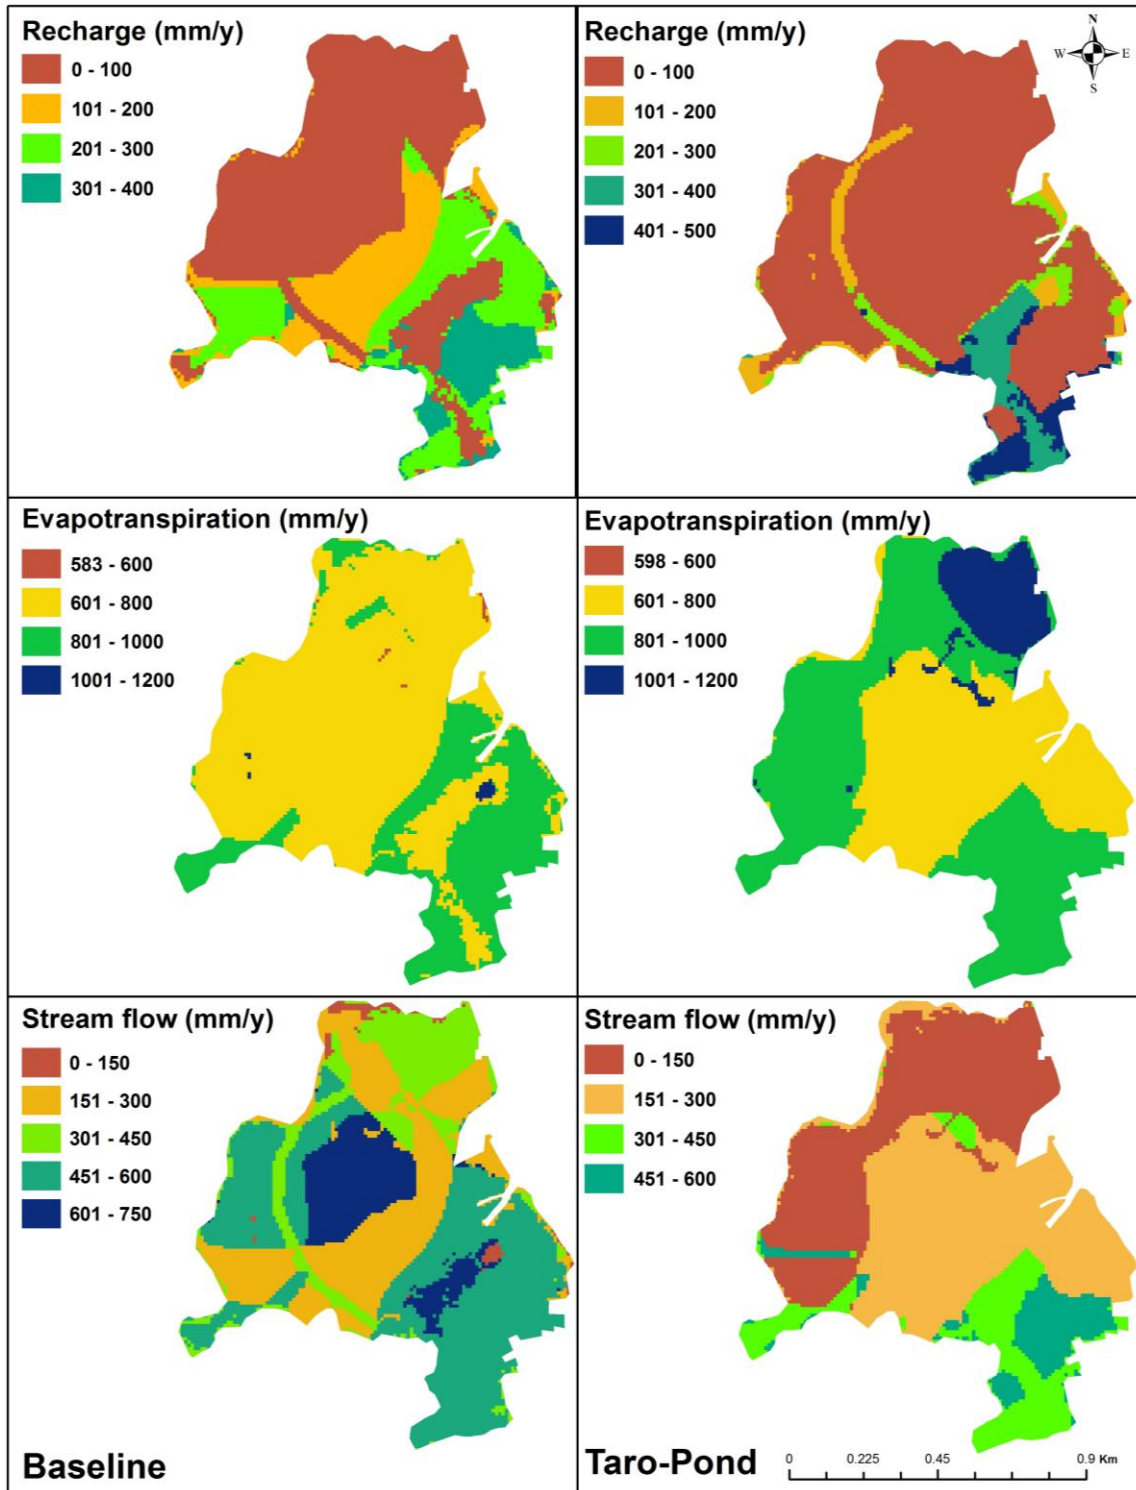 Recharge (mm/y)
0 - 100
101 - 200
201 - 300
301 - 400
Recharge (mm/y)
0 - 100
101 - 200
201 - 300
301 - 400
401 - 500
N
W E
S
Evapotranspiration (mm/y)
583 - 600
601 - 800
801 - 1000
1001 - 1200
Evapotranspiration (mm/y)
598 - 600
601 - 800
801 - 1000
1001 - 1200
Stream flow (mm/y)
0 - 150
151 - 300
301 - 450
451 - 600
601 - 750
Baseline
Stream flow (mm/y)
0 - 150
151 - 300
301 - 450
451 - 600
Taro-Pond
0 0.225 0.45 0.9 Km